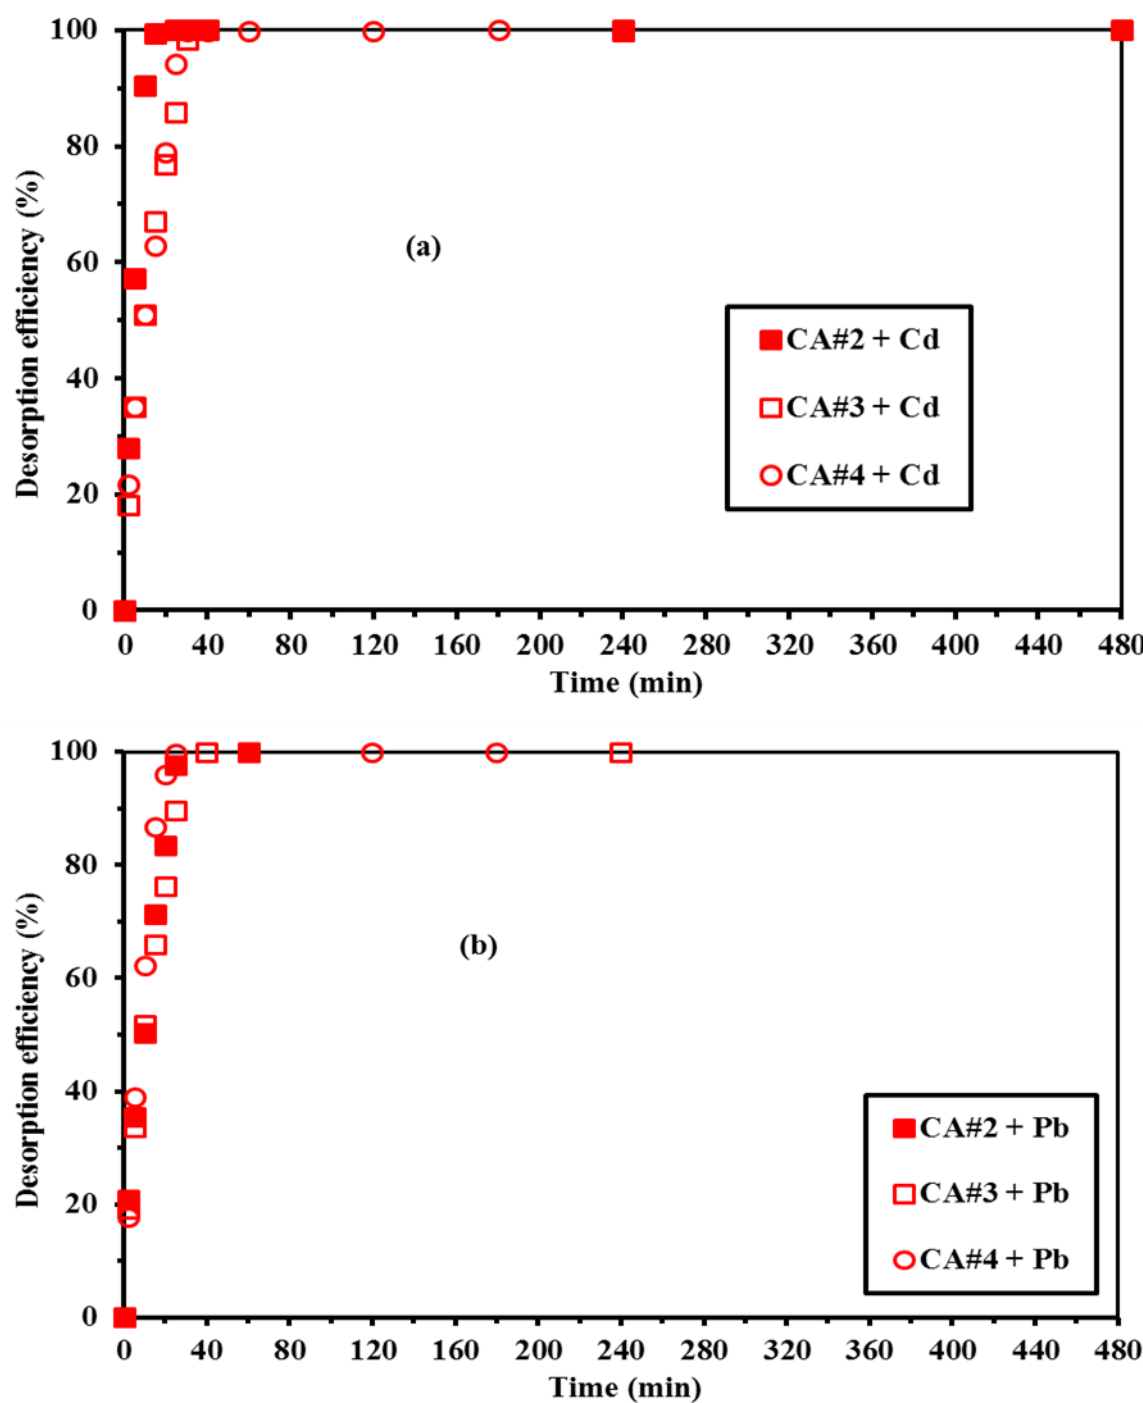 100
80
60
40
20
0
Desorption efficiency (%)
(a)
CA#2 + Cd
CA#3 + Cd
CA#4 + Cd
0 40 80 120 160 200 240 280 320 360 400 440 480
Time (min)
100
80
60
40
20
0
Desorption efficiency (%)
(b)
CA#2 + Pb
CA#3 + Pb
CA#4 + Pb
0 40 80 120 160 200 240 280 320 360 400 440 480
Time (min)